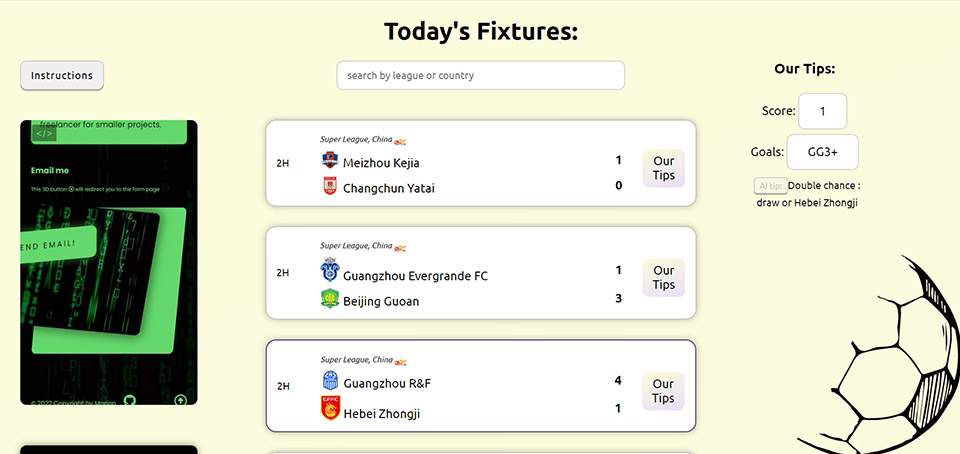 Today's Fixtures:
Instructions
search by league or country
Our Tips:
Score: 1
Goals: GG3+
AI tip: Double chance :
draw or Hebei Zhongji
freelancer for smaller projects.
</>
Email me
This 3D button will redirect you to the form page
END EMAIL!
© 2022 Copyright by Marian
Super League, China
2H
Meizhou Kejia 1
Changchun Yatai 0
Our
Tips
Super League, China
2H
Guangzhou Evergrande FC 1
Beijing Guoan 3
Our
Tips
Super League, China
2H
Guangzhou R&F 4
Hebei Zhongji 1
Our
Tips
CFFC